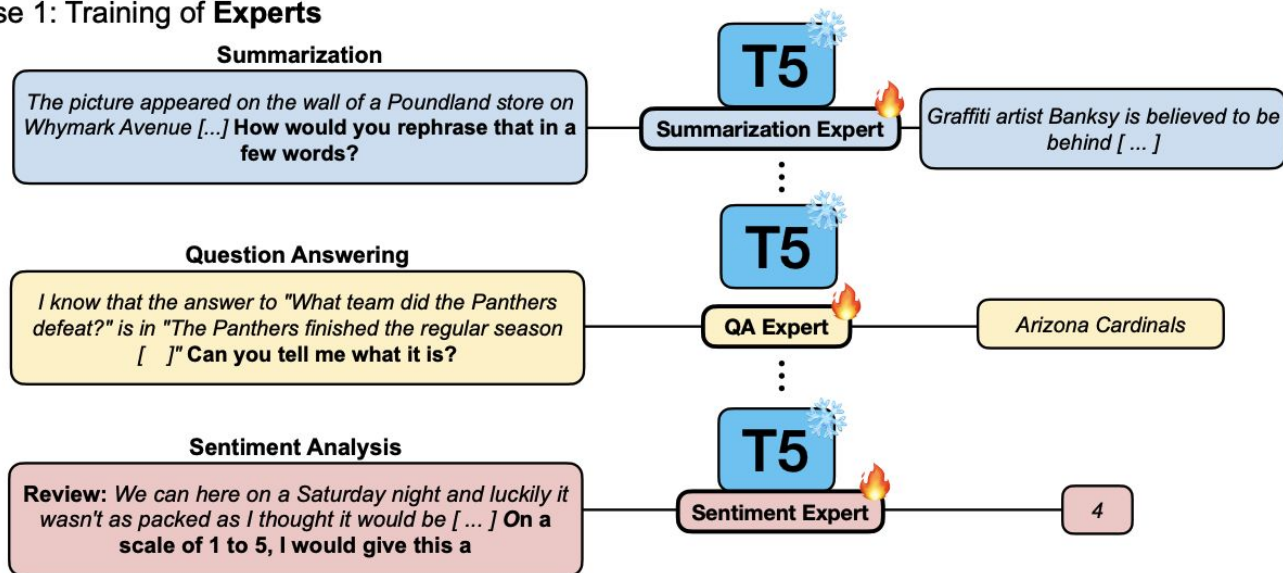 se 1: Training of Experts
Summarization
T5
The picture appeared on the wall of a Poundland store on
Whymark Avenue [...] How would you rephrase that in a
few words?
Summarization Expert
Graffiti artist Banksy is believed to be
behind [ ... ]
T5
Question Answering
I know that the answer to "What team did the Panthers
defeat?" is in "The Panthers finished the regular season
[ ]" Can you tell me what it is?
QA Expert
Arizona Cardinals
T5
Sentiment Analysis
Review: We can here on a Saturday night and luckily it
wasn't as packed as I thought it would be [ ... ] On a
scale of 1 to 5, I would give this a
Sentiment Expert
4